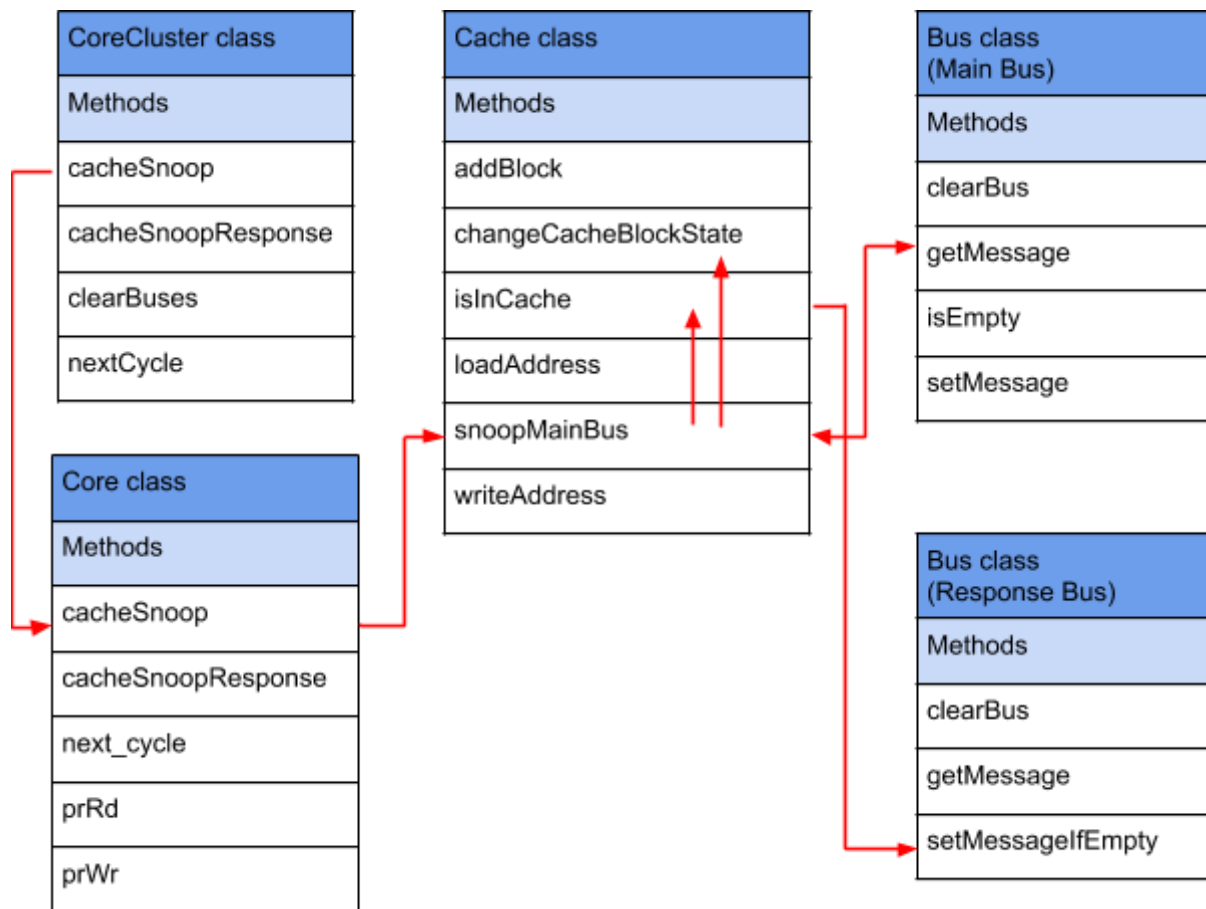 CoreCluster class
Methods
cacheSnoop
cacheSnoopResponse
clearBuses
nextCycle
Core class
Methods
cacheSnoop
cacheSnoopResponse
next_cycle
prRd
prWr
Cache class
Methods
addBlock
changeCacheBlockState
isInCache
loadAddress
snoopMainBus
writeAddress
Bus class
(Main Bus)
Methods
clearBus
getMessage
isEmpty
setMessage
Bus class
(Response Bus)
Methods
clearBus
getMessage
setMessageIfEmpty